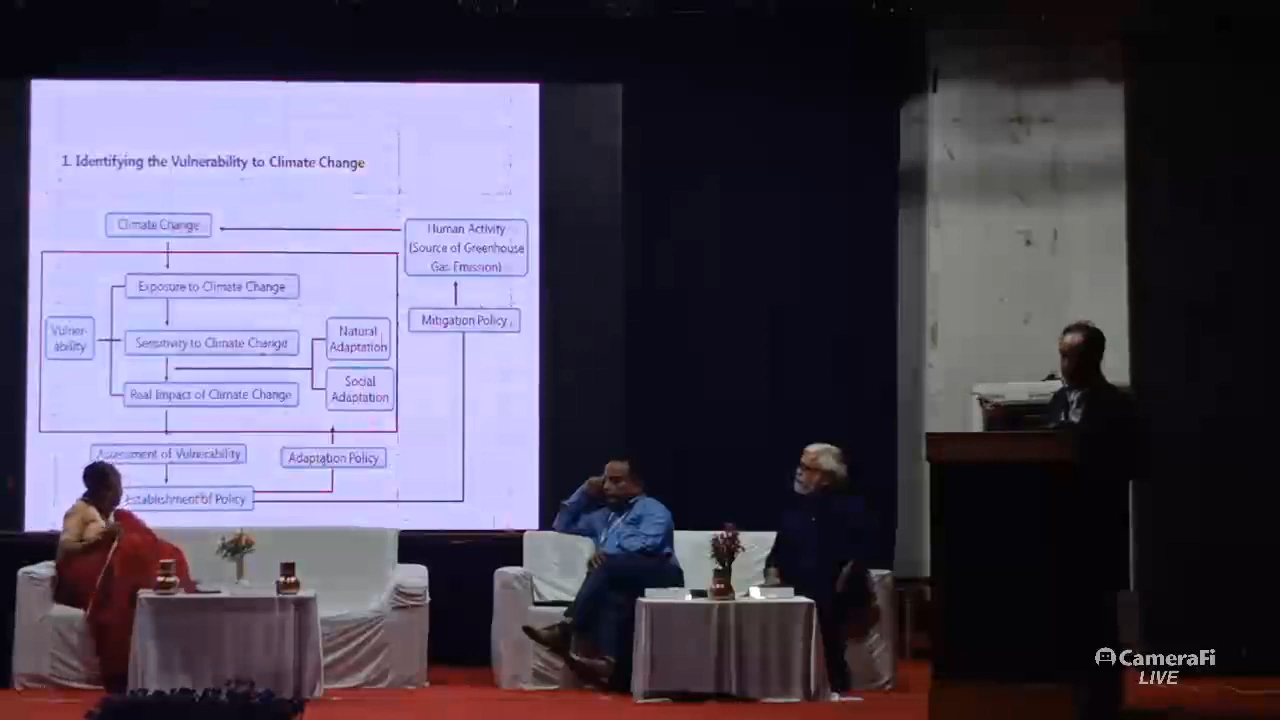 1. Identifying the Vulnerability to Climate Change
Climate Change
Human Activity
(Source of Greenhouse
Gas Emission)
Exposure to Climate Change
Mitigation Policy
Vulner-
ability
Sensitivity to Climate Change
Natural
Adaptation
Real Impact of Climate Change
Social
Adaptation
Assessment of Vulnerability
Adaptation Policy
Establishment of Policy
CameraFi
LIVE